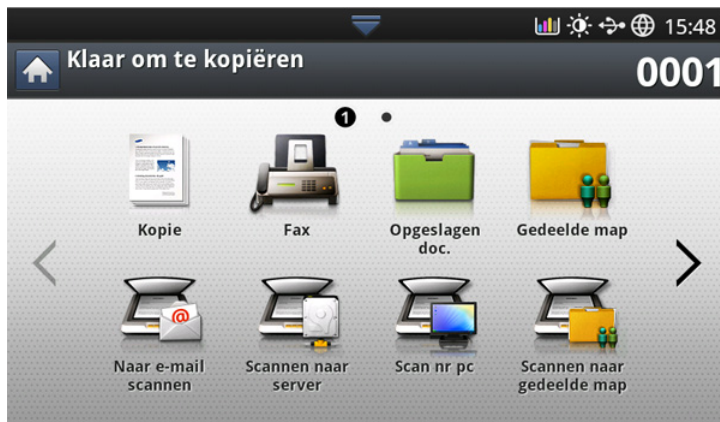 15:48
Klaar om te kopiëren
0001
1
Kopie
Fax
Opgeslagen
doc.
Gedeelde map
@
Naar e-mail
scannen
Scannen naar
server
Scan nr pc
Scannen naar
gedeelde map